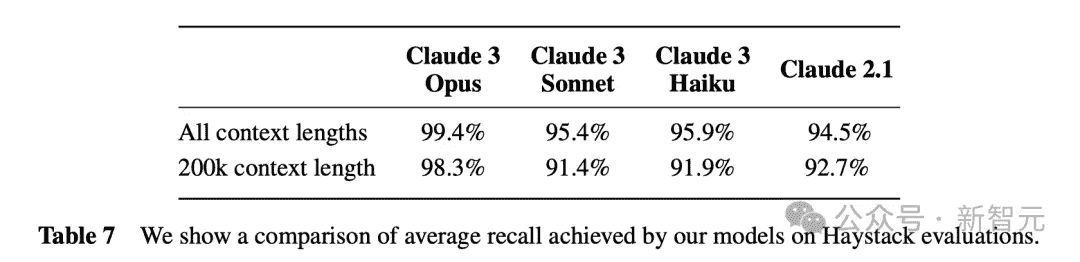 Claude 3 Opus Claude 3 Sonnet Claude 3 Haiku Claude 2.1
All context lengths 99.4% 95.4% 95.9% 94.5%
200k context length 98.3% 91.4% 91.9% 92.7%
公众号·新智元
Table 7 We show a comparison of average recall achieved by our models on Haystack evaluations.